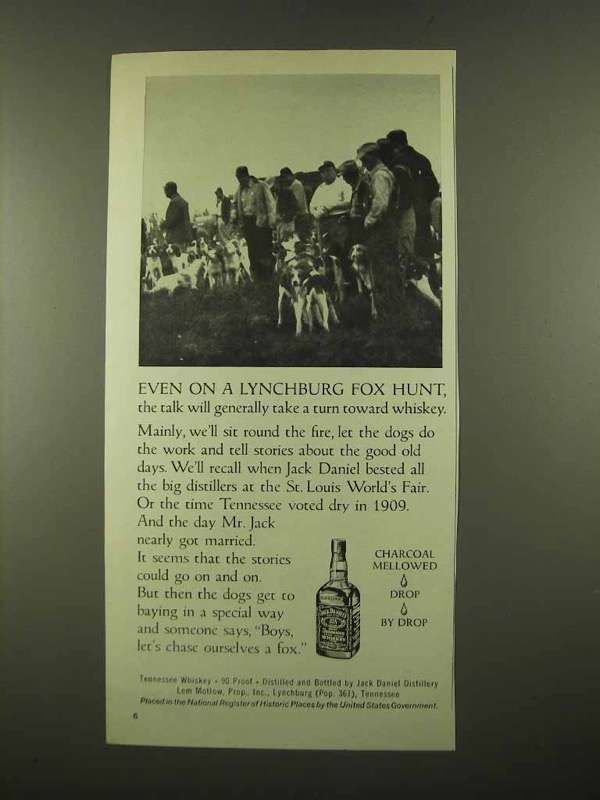 EVEN ON A LYNCHBURG FOX HUNT,
the talk will generally take a turn toward whiskey.
Mainly, we'll sit round the fire, let the dogs do
the work and tell stories about the good old
days. We'll recall when Jack Daniel bested all
the big distillers at the St. Louis World's Fair.
Or the time Tennessee voted dry in 1909.
And the day Mr. Jack
nearly got married.
It seems that the stories
could go on and on.
But then the dogs get to
baying in a special way
and someone says, "Boys,
let's chase ourselves a fox."
CHARCOAL
MELLOWED
DROP
BY DROP
Tennessee Whiskey • 90 Proof • Distilled and Bottled by Jack Daniel Distillery
Lem Motlow, Prop., Inc., Lynchburg (Pop. 361), Tennessee
Placed in the National Register of Historic Places by the United States Government.
6